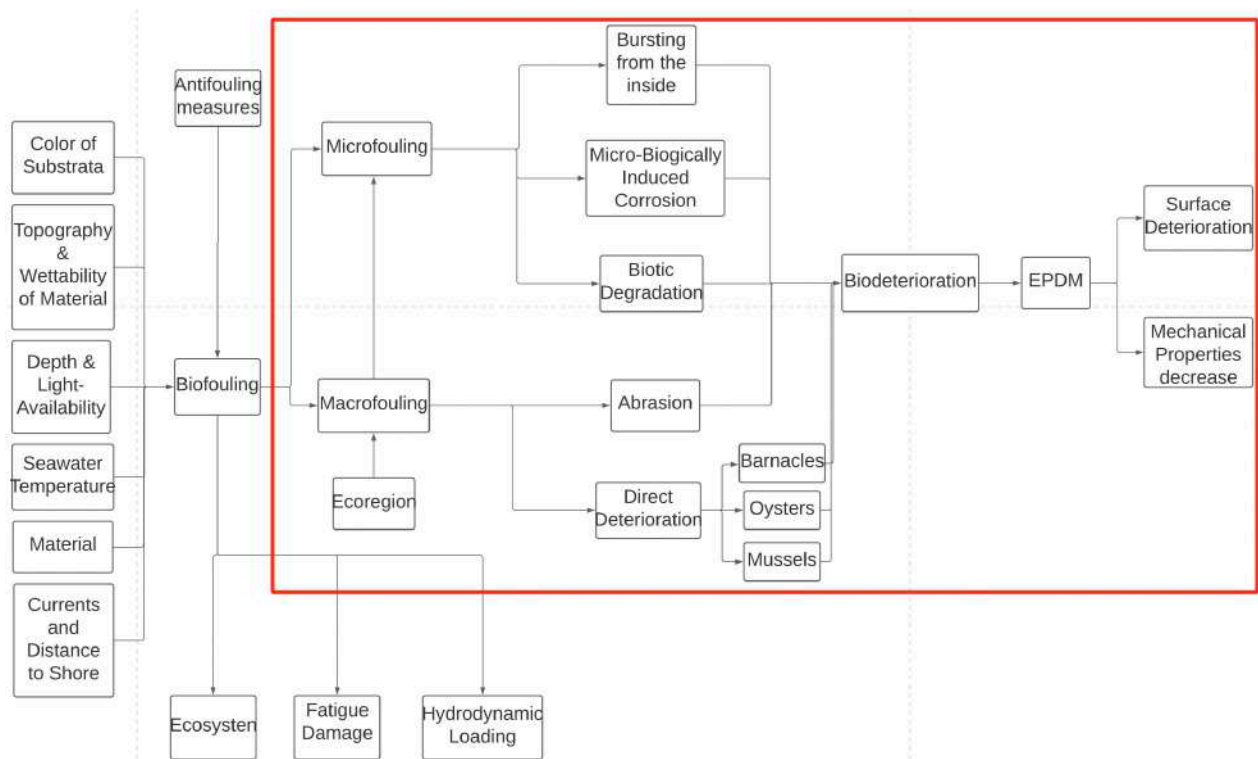 Bursting
from the
inside
Antifouling
measures
Color of
Substrata
Microfouling
Micro-Biogically
Induced
Corrosion
Topography
&
Wettability
of Material
Surface
Deterioration
Biotic
Degradation
Biodeterioration
EPDM
Mechanical
Properties
decrease
Depth &
Light-
Availability
Biofouling
Macrofouling
Abrasion
Seawater
Temperature
Ecoregion
Direct
Deterioration
Barnacles
Oysters
Mussels
Material
Currents
and
Distance
to Shore
Ecosysten
Fatigue
Damage
Hydrodynamic
Loading